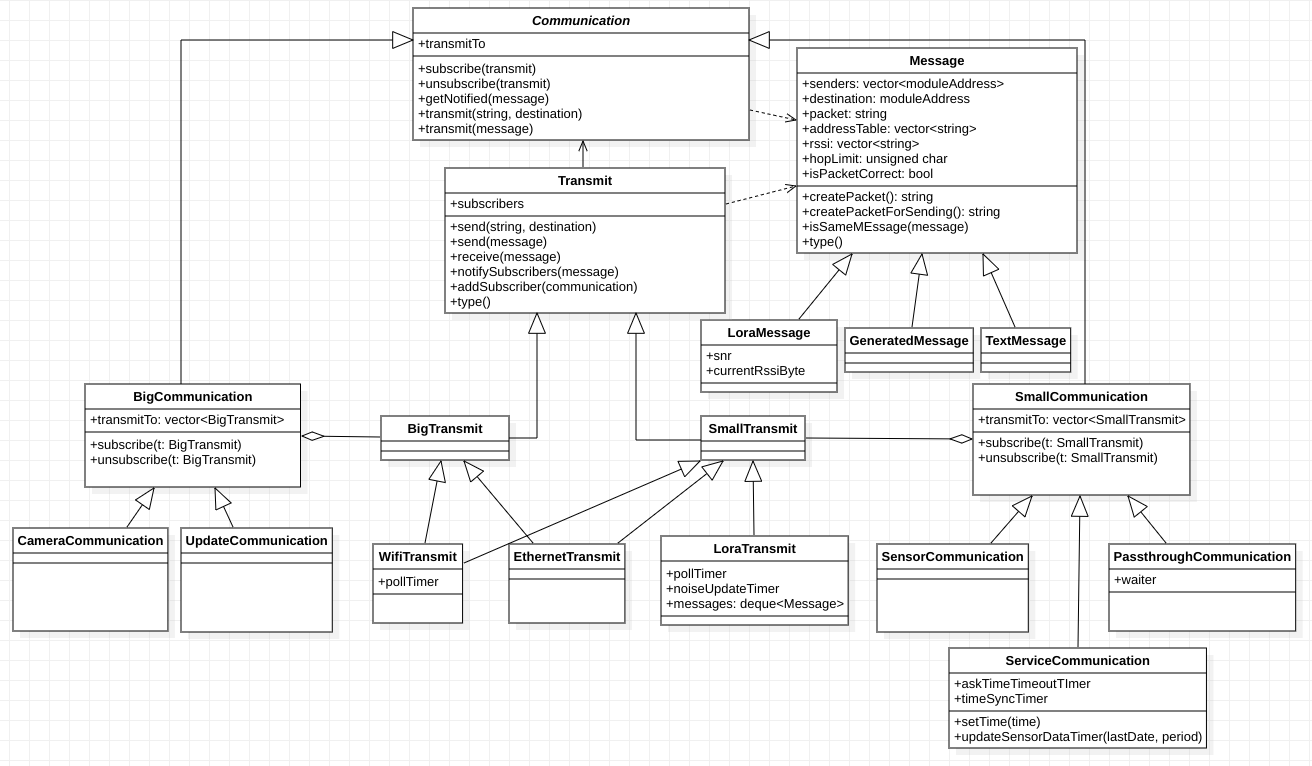 Communication
+transmitTo
+subscribe(transmit)
+unsubscribe(transmit)
+getNotified(message)
+transmit(string, destination)
+transmit(message)
Message
+senders: vector<moduleAddress>
+destination: moduleAddress
+packet: string
+addressTable: vector<string>
+rssi: vector<string>
+hopLimit: unsigned char
+isPacketCorrect: bool
+createPacket(): string
+createPacketForSending(): string
+isSameMEssage(message)
+type()
Transmit
+subscribers
+send(string, destination)
+send(message)
+receive(message)
+notifySubscribers(message)
+addSubscriber(communication)
+type()
LoraMessage
+snr
+currentRssiByte
GeneratedMessage
TextMessage
BigCommunication
+transmitTo: vector<BigTransmit>
+subscribe(t: BigTransmit)
+unsubscribe(t: BigTransmit)
BigTransmit
SmallTransmit
SmallCommunication
+transmitTo: vector<SmallTransmit>
+subscribe(t: SmallTransmit)
+unsubscribe(t: SmallTransmit)
CameraCommunication
UpdateCommunication
WifiTransmit
+pollTimer
EthernetTransmit
LoraTransmit
+pollTimer
+noiseUpdateTimer
+messages: deque<Message>
SensorCommunication
PassthroughCommunication
+waiter
ServiceCommunication
+askTimeTimeoutTImer
+timeSyncTimer
+setTime(time)
+updateSensorDataTimer(lastDate, period)